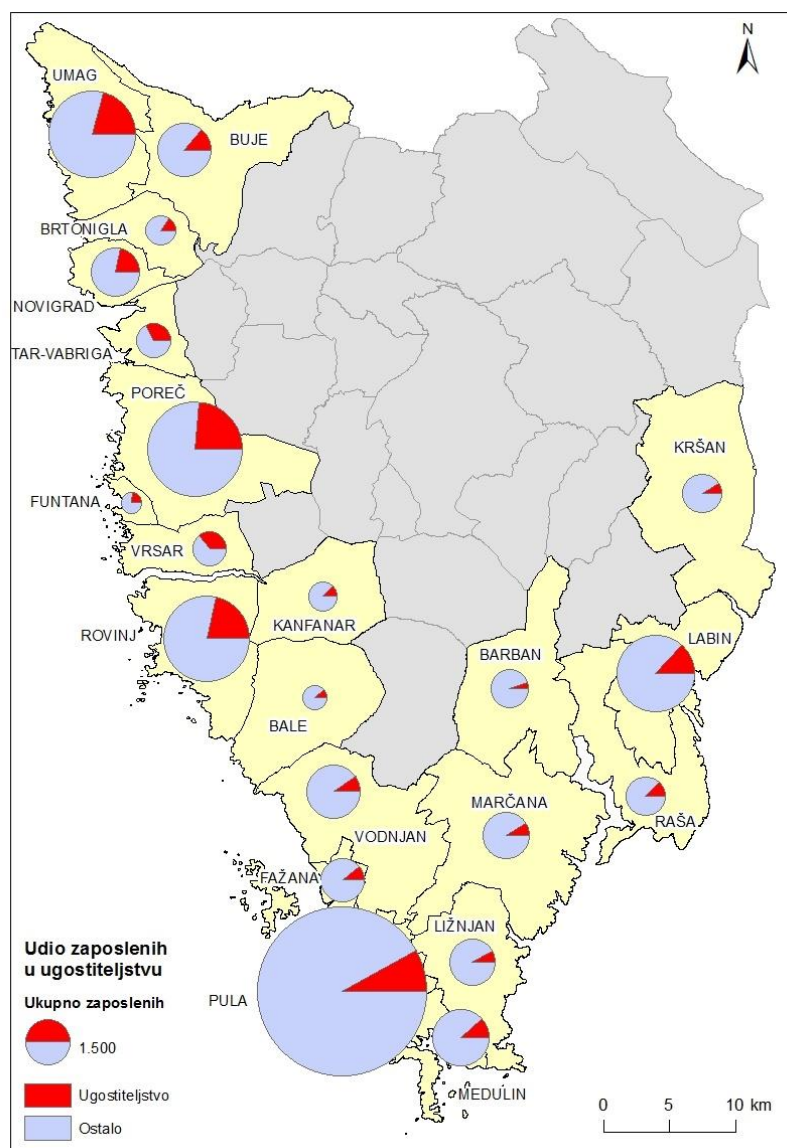 N
UMAG
BUJE
BRTONIGLA
NOVIGRAD
TAR-VABRIGA
POREČ
KRŠAN
FUNTANA
VRSAR
ROVINJ
KANFANAR
LABIN
BARBAN
BALE
MARČANA
RAŠA
VODNJAN
FAŽANA
LIŽNJAN
Udio zaposlenih
u ugostiteljstvu
Ukupno zaposlenih
PULA
1.500
Ugostiteljstvo
MEDULIN
Ostalo
0 5 10 km